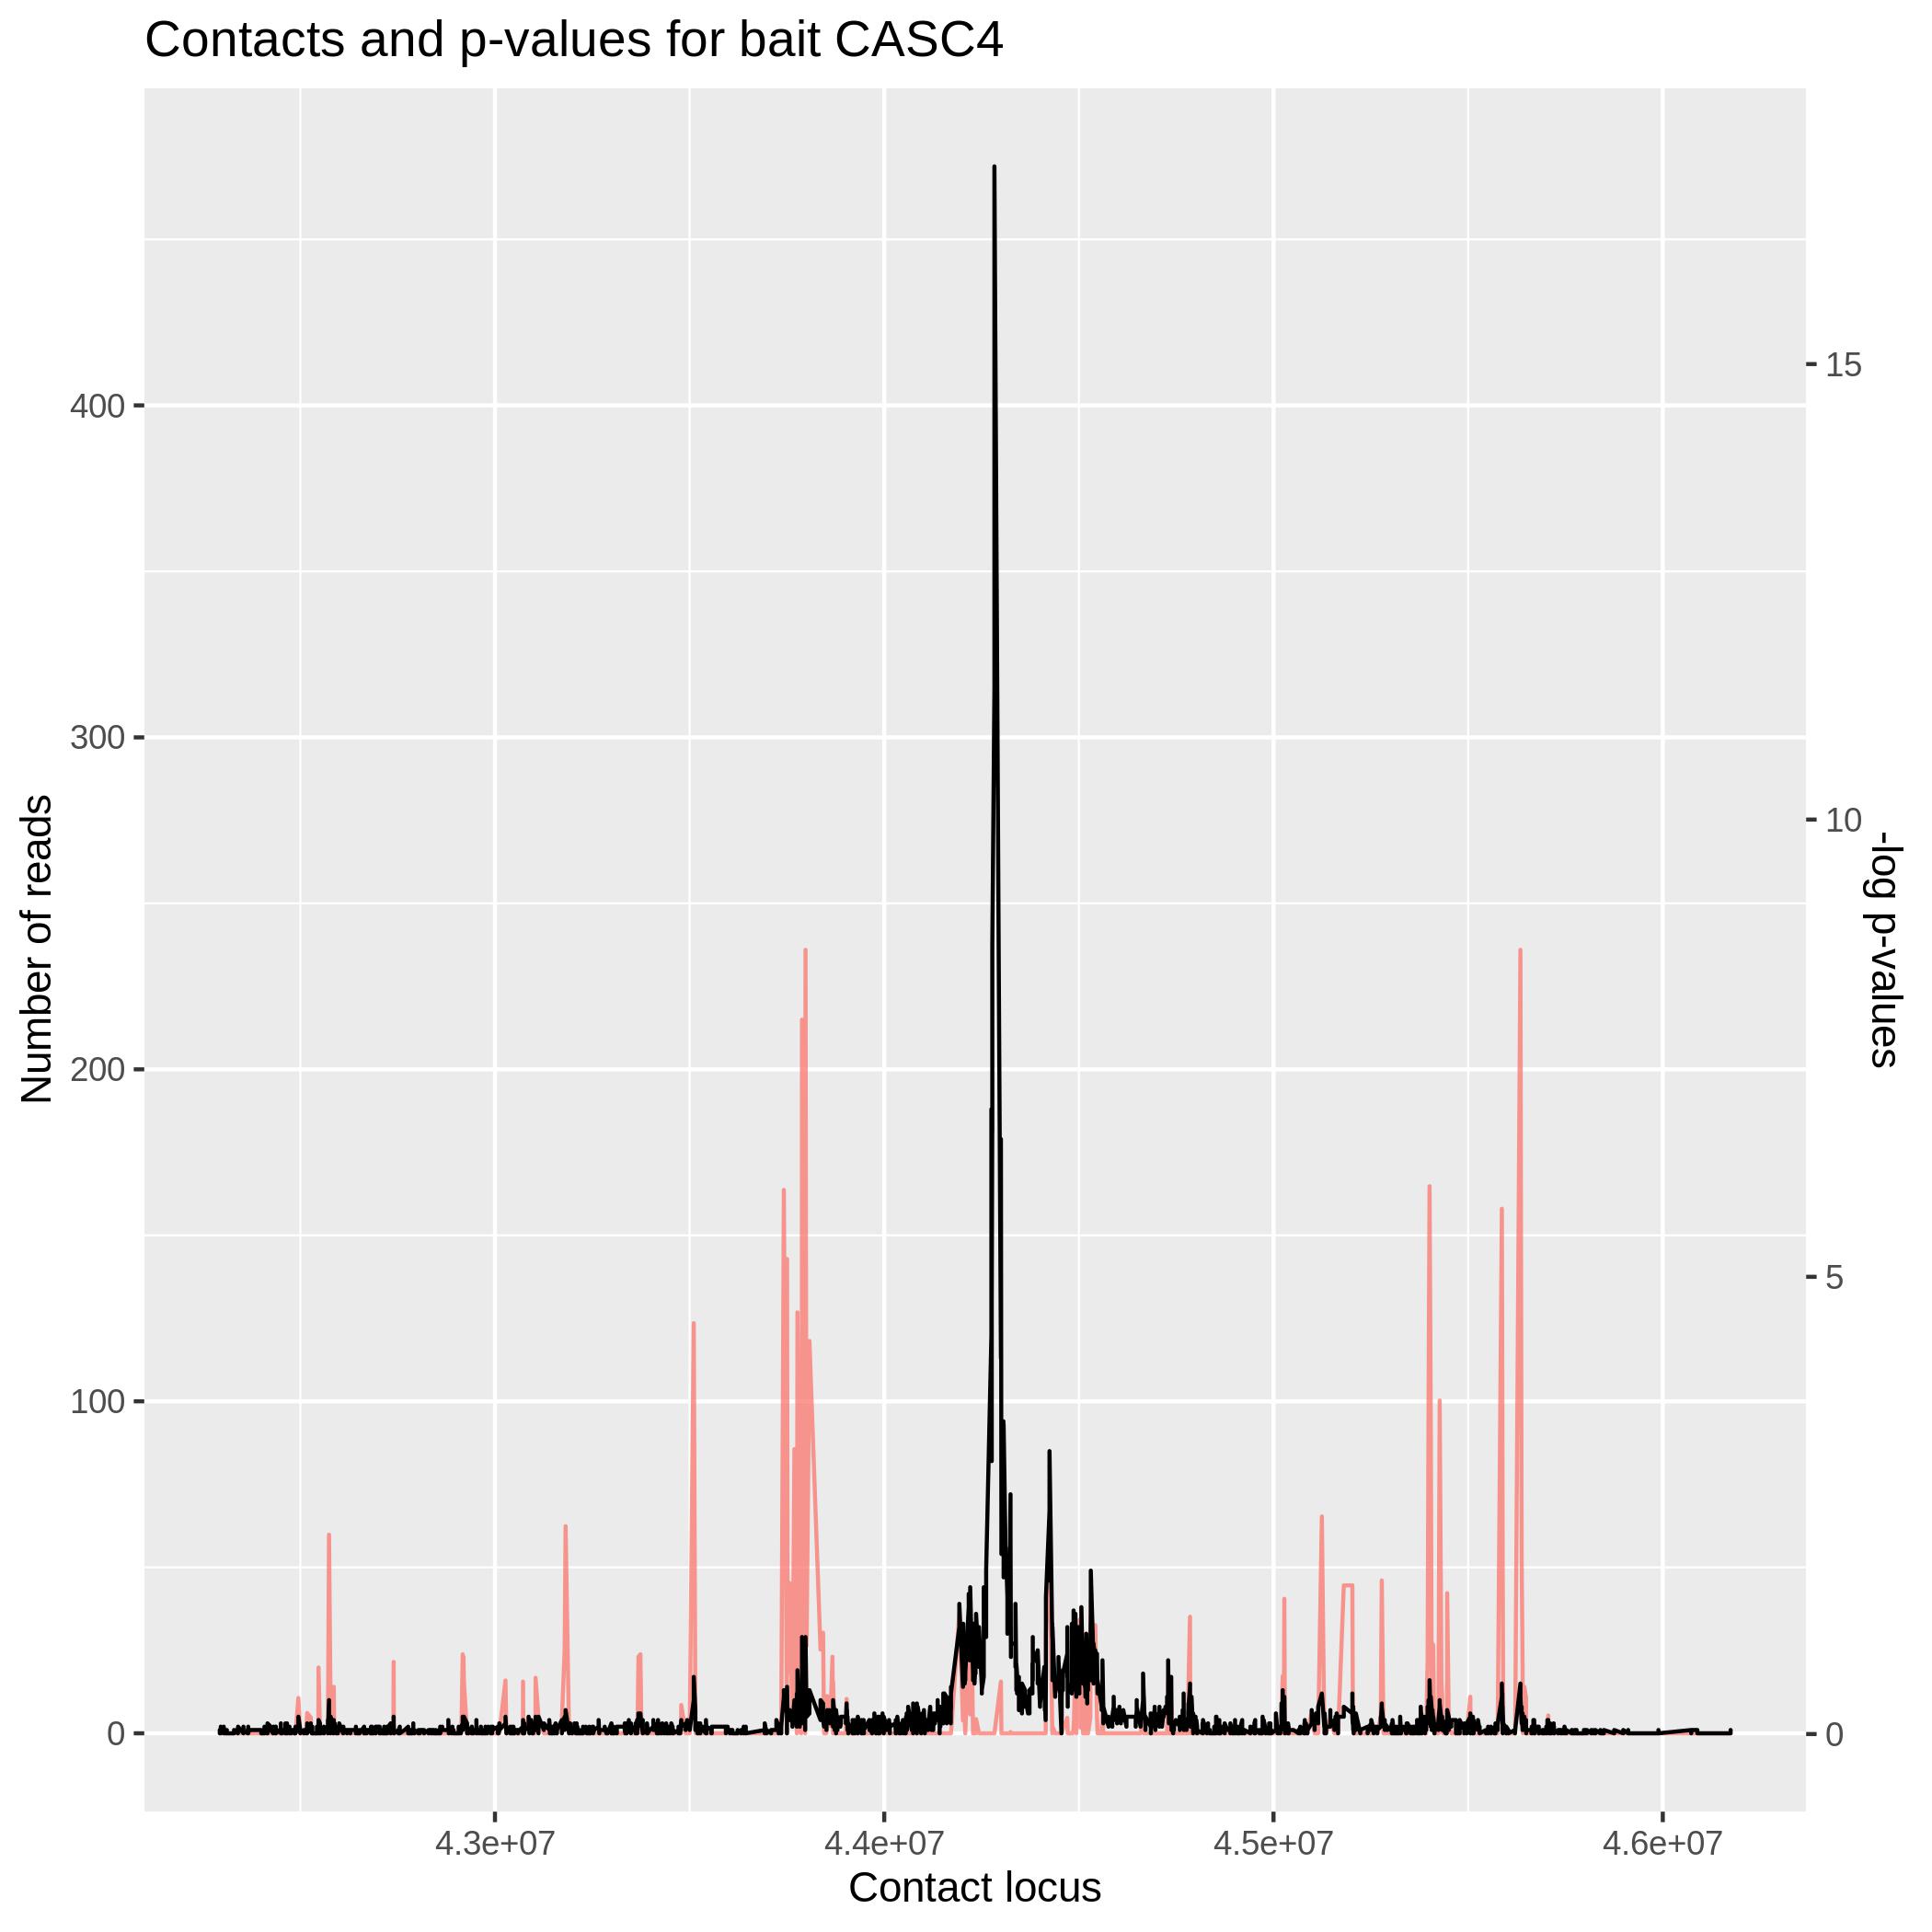 Contacts and p-values for bait CASC4
Number of reads
400
300
200
100
0
15
10
5
0
-log p-values
4.3e+07
4.4e+07
4.5e+07
4.6e+07
Contact locus